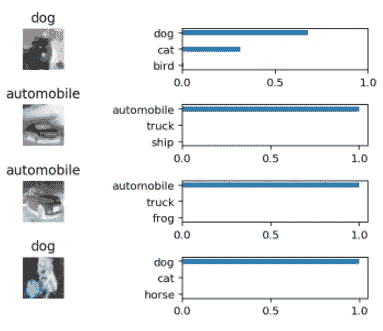 dog
dog
cat
bird
0.0 0.5 1.0
automobile
automobile
truck
ship
0.0 0.5 1.0
automobile
automobile
truck
frog
0.0 0.5 1.0
dog
dog
cat
horse
0.0 0.5 1.0